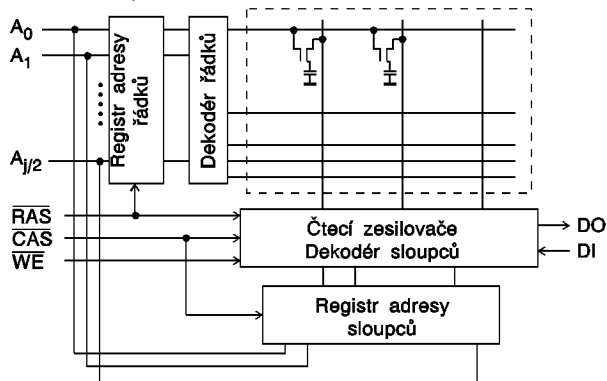 A0
A1
Aj/2
Registr adresy
řádků
Dekodér řádků
RAS
CAS
WE
Čtecí zesilovače
Dekodér sloupců
DO
DI
Registr adresy
sloupců